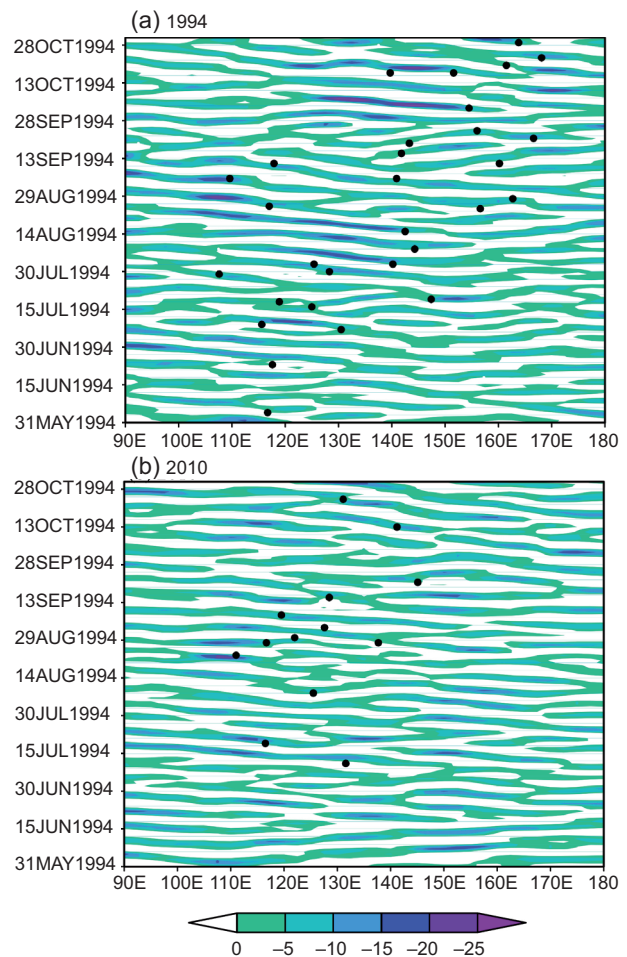 (a) 1994
28OCT1994
13OCT1994
28SEP1994
13SEP1994
29AUG1994
14AUG1994
30JUL1994
15JUL1994
30JUN1994
15JUN1994
31MAY1994
90E 100E 110E 120E 130E 140E 150E 160E 170E 180
(b) 2010
28OCT1994
13OCT1994
28SEP1994
13SEP1994
29AUG1994
14AUG1994
30JUL1994
15JUL1994
30JUN1994
15JUN1994
31MAY1994
90E 100E 110E 120E 130E 140E 150E 160E 170E 180
0 –5 –10 –15 –20 –25